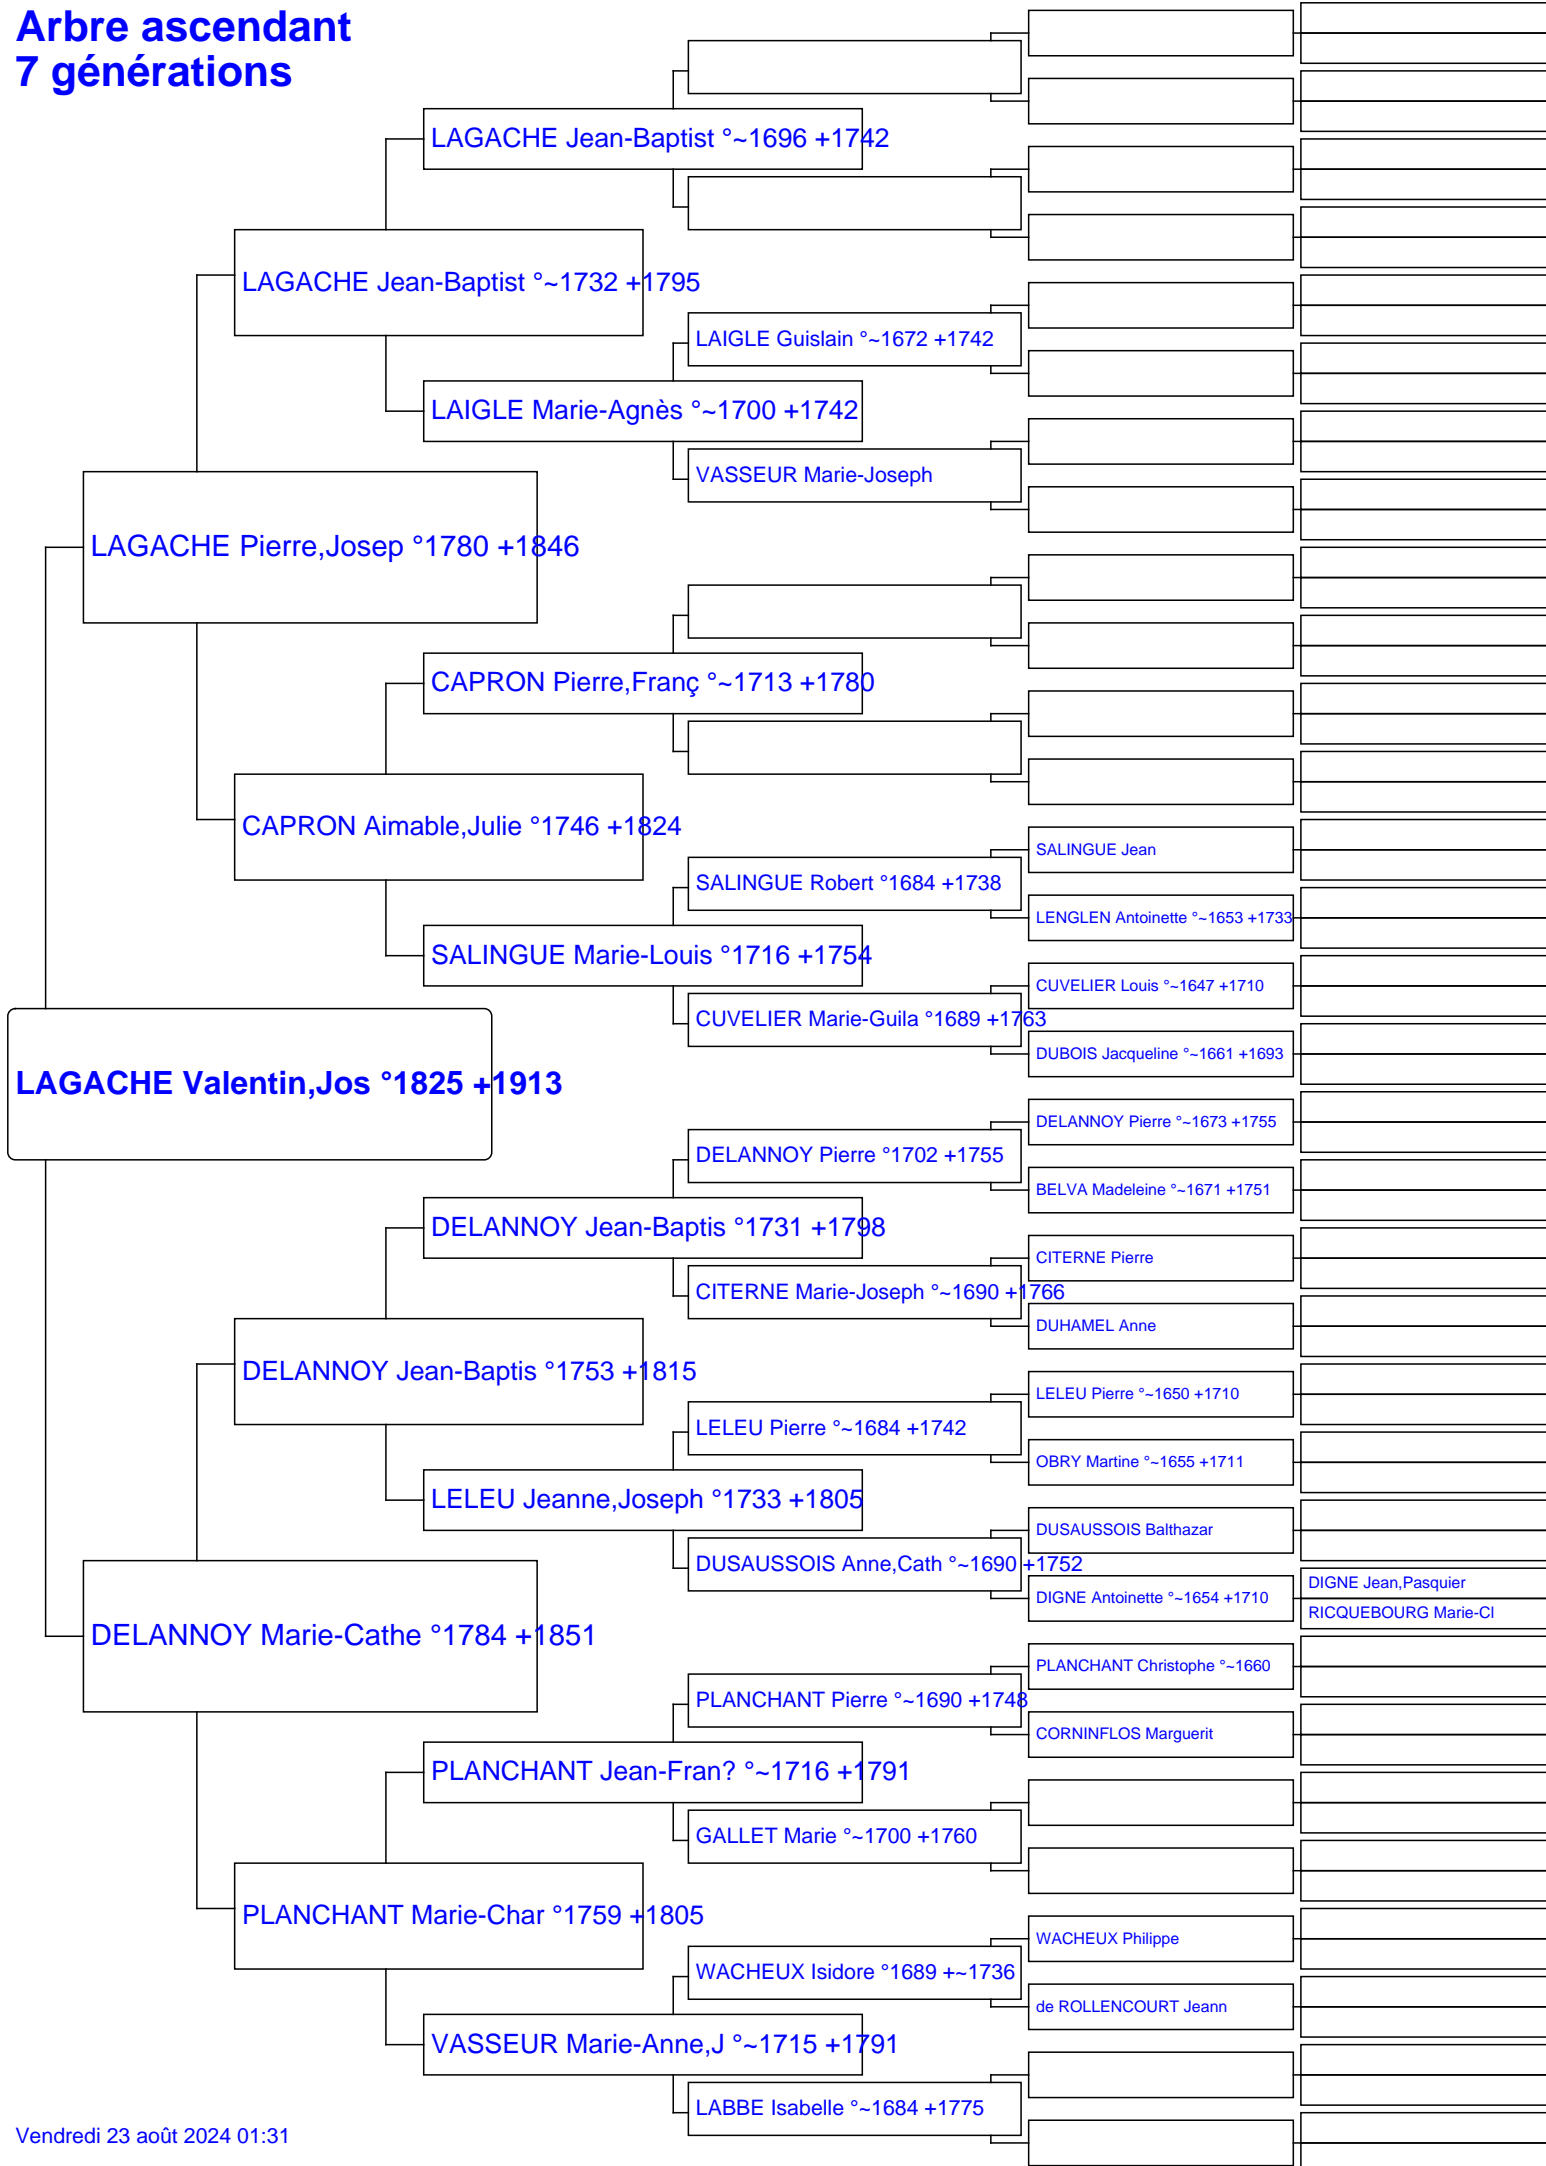 Arbre ascendant
7 générations
LAGACHE Jean-Baptist °~1696 +1742
LAGACHE Jean-Baptist °~1732 +1795
LAIGLE Guislain °~1672 +1742
LAIGLE Marie-Agnès °~1700 +1742
VASSEUR Marie-Joseph
LAGACHE Pierre,Josep °1780 +1846
CAPRON Pierre,Franç °~1713 +1780
CAPRON Aimable,Julie °1746 +1824
SALINGUE Jean
SALINGUE Robert °1684 +1738
LENGLEN Antoinette °~1653 +1733
SALINGUE Marie-Louis °1716 +1754
CUVELIER Louis °~1647 +1710
CUVELIER Marie-Guila °1689 +1763
DUBOIS Jacqueline °~1661 +1693
LAGACHE Valentin,Jos °1825 +1913
DELANNOY Pierre °~1673 +1755
DELANNOY Pierre °1702 +1755
BELVA Madeleine °~1671 +1751
DELANNOY Jean-Baptis °1731 +1798
CITERNE Pierre
CITERNE Marie-Joseph °~1690 +1766
DUHAMEL Anne
DELANNOY Jean-Baptis °1753 +1815
LELEU Pierre °~1650 +1710
LELEU Pierre °~1684 +1742
OBRY Martine °~1655 +1711
LELEU Jeanne,Joseph °1733 +1805
DUSAUSSOIS Balthazar
DUSAUSSOIS Anne,Cath °~1690 +1752
DIGNE Jean,Pasquier
DIGNE Antoinette °~1654 +1710
RICQUEBOURG Marie-Cl
DELANNOY Marie-Cathe °1784 +1851
PLANCHANT Christophe °~1660
PLANCHANT Pierre °~1690 +1748
CORNINFLOS Marguerit
PLANCHANT Jean-Fran? °~1716 +1791
GALLET Marie °~1700 +1760
PLANCHANT Marie-Char °1759 +1805
WACHEUX Philippe
WACHEUX Isidore °1689 +~1736
de ROLLENCOURT Jeann
VASSEUR Marie-Anne,J °~1715 +1791
LABBE Isabelle °~1684 +1775
Vendredi 23 août 2024 01:31